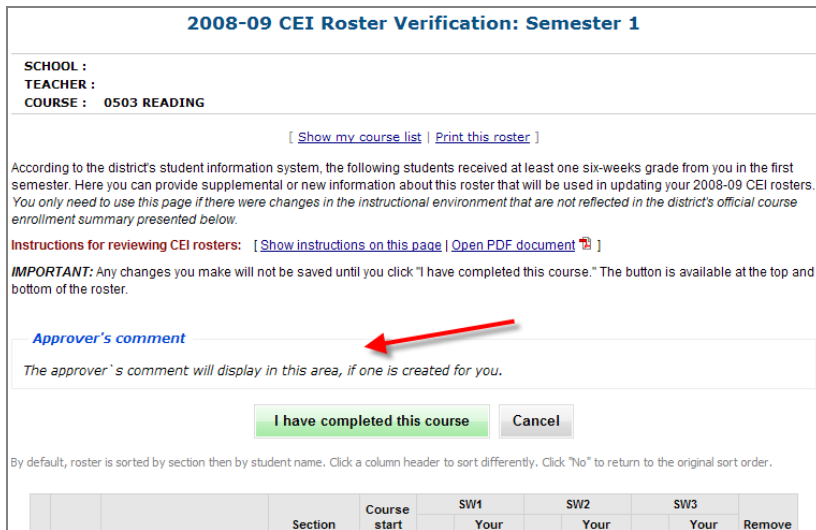 2008-09 CEI Roster Verification: Semester 1
SCHOOL :
TEACHER :
COURSE : 0503 READING
[ Show my course list | Print this roster ]
According to the district's student information system, the following students received at least one six-weeks grade from you in the first
semester. Here you can provide supplemental or new information about this roster that will be used in updating your 2008-09 CEI rosters.
You only need to use this page if there were changes in the instructional environment that are not reflected in the district's official course
enrollment summary presented below.
Instructions for reviewing CEI rosters: [ Show instructions on this page | Open PDF document ]
IMPORTANT: Any changes you make will not be saved until you click "I have completed this course." The button is available at the top and
bottom of the roster.
Approver's comment
The approver`s comment will display in this area, if one is created for you.
I have completed this course Cancel
By default, roster is sorted by section then by student name. Click a column header to sort differently. Click "No" to return to the original sort order.
Course SW1 SW2 SW3
Section start Your Your Your Remove